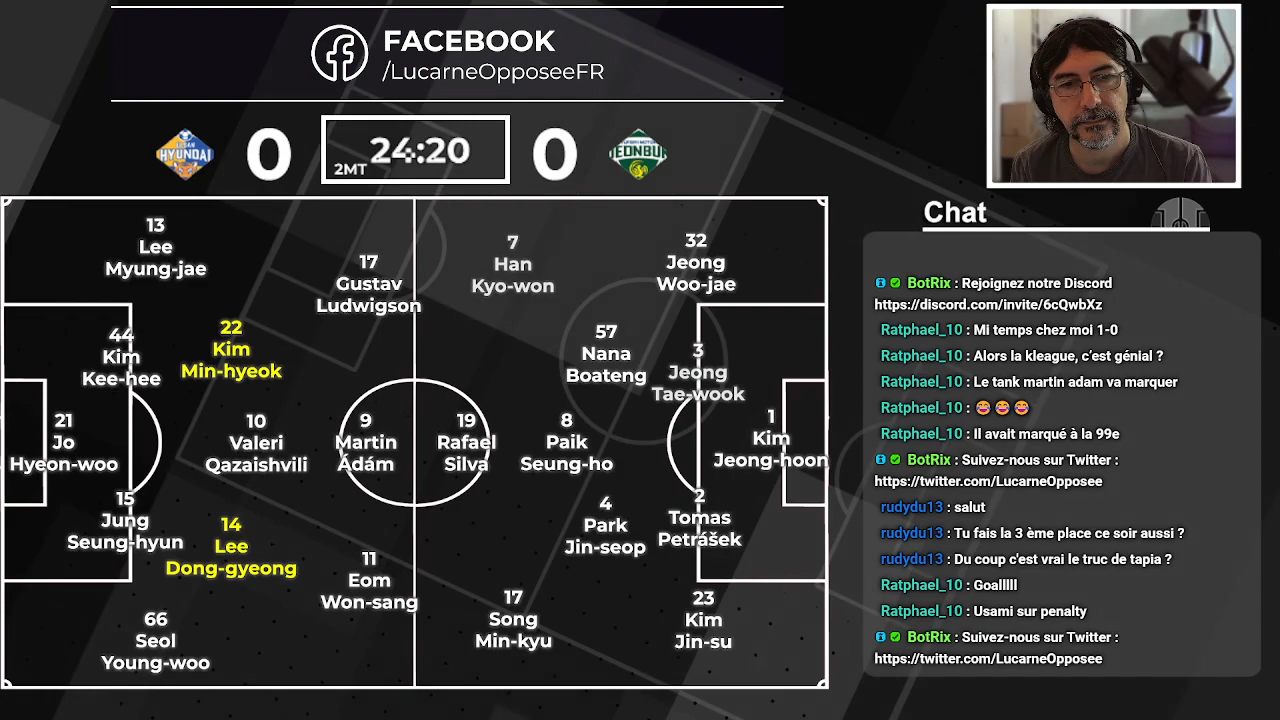 FACEBOOK
/LucarneOpposeeFR
HYUNDAI
0
2MT 24:20
0
13
Lee
Myung-jae
17
Gustav
Ludwigson
7
Han
Kyo-won
32
Jeong
Woo-jae
44
Kim
Kee-hee
22
Kim
Min-hyeok
57
Nana
Boateng
3
Jeong
Tae-wook
21
Jo
Hyeon-woo
10
Valeri
Qazaishvili
9
Martin
Ádám
19
Rafael
Silva
8
Paik
Seung-ho
1
Kim
Jeong-hoon
15
Jung
Seung-hyun
14
Lee
Dong-gyeong
4
Park
Jin-seop
2
Tomas
Petrášek
66
Seol
Young-woo
11
Eom
Won-sang
17
Song
Min-kyu
23
Kim
Jin-su
Chat
BotRix : Rejoignez notre Discord
https://discord.com/invite/6cQwbXz
Ratphael_10 : Mi temps chez moi 1-0
Ratphael_10 : Alors la kleague, c’est génial ?
Ratphael_10 : Le tank martin adam va marquer
Ratphael_10 : 😂 😂 😂
Ratphael_10 : Il avait marqué à la 99e
BotRix : Suivez-nous sur Twitter :
https://twitter.com/LucarneOpposee
rudydu13 : salut
rudydu13 : Tu fais la 3 ème place ce soir aussi ?
rudydu13 : Du coup c'est vrai le truc de tapia ?
Ratphael_10 : Goalllll
Ratphael_10 : Usami sur penalty
BotRix : Suivez-nous sur Twitter :
https://twitter.com/LucarneOpposee